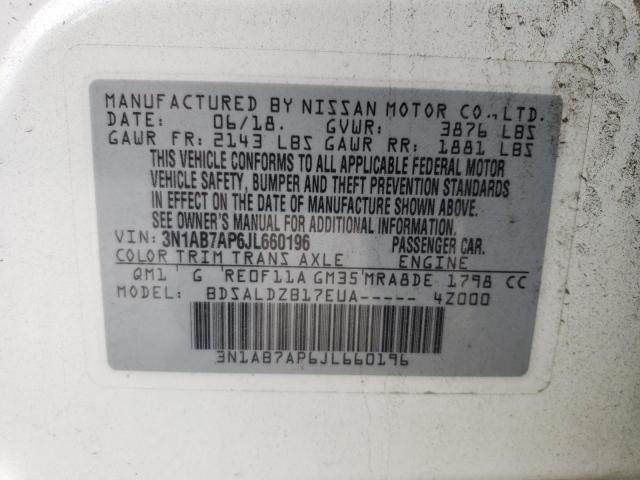 MANUFACTURED BY NISSAN MOTOR CO.,LTD.
DATE: 06/18. GVWR: 3876 LBS
GAWR FR: 2143 LBS GAWR RR: 1881 LBS
THIS VEHICLE CONFORMS TO ALL APPLICABLE FEDERAL MOTOR
VEHICLE SAFETY, BUMPER AND THEFT PREVENTION STANDARDS
IN EFFECT ON THE DATE OF MANUFACTURE SHOWN ABOVE.
SEE OWNER'S MANUAL FOR ADDITIONAL INFORMATION.
VIN: 3N1AB7AP6JL660196 PASSENGER CAR.
COLOR TRIM TRANS AXLE ENGINE
QM1 G RE0F11A GM35 MRA8DE 1798 CC
MODEL: BDSALDZB17EUA----- 4Z000
3N1AB7AP6JL660196